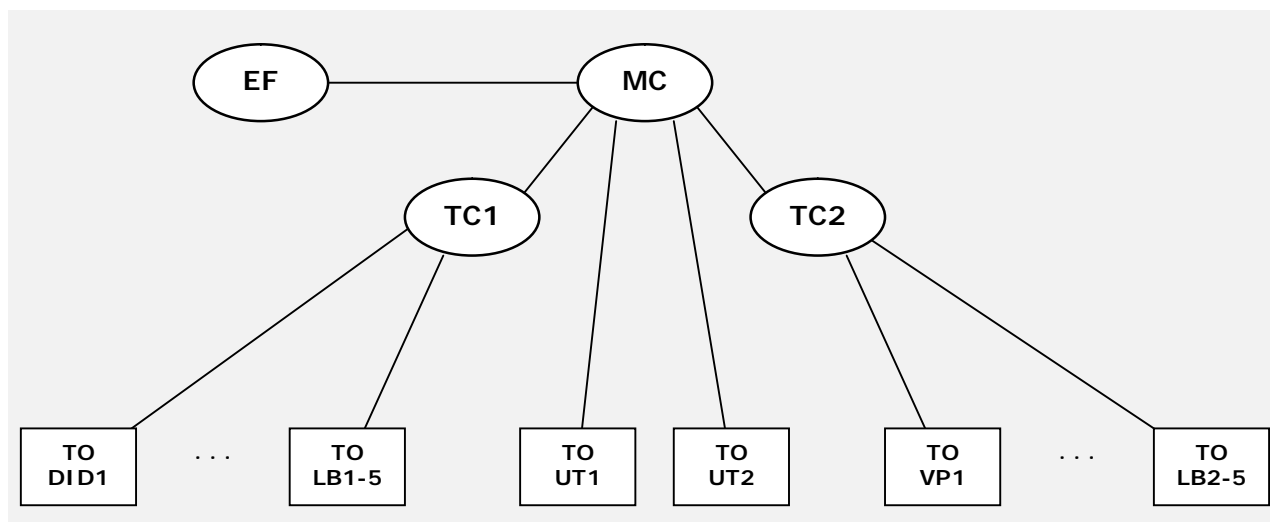 EF
MC
TC1
TC2
TO
DID1
. . .
TO
LB1-5
TO
UT1
TO
UT2
TO
VP1
. . .
TO
LB2-5